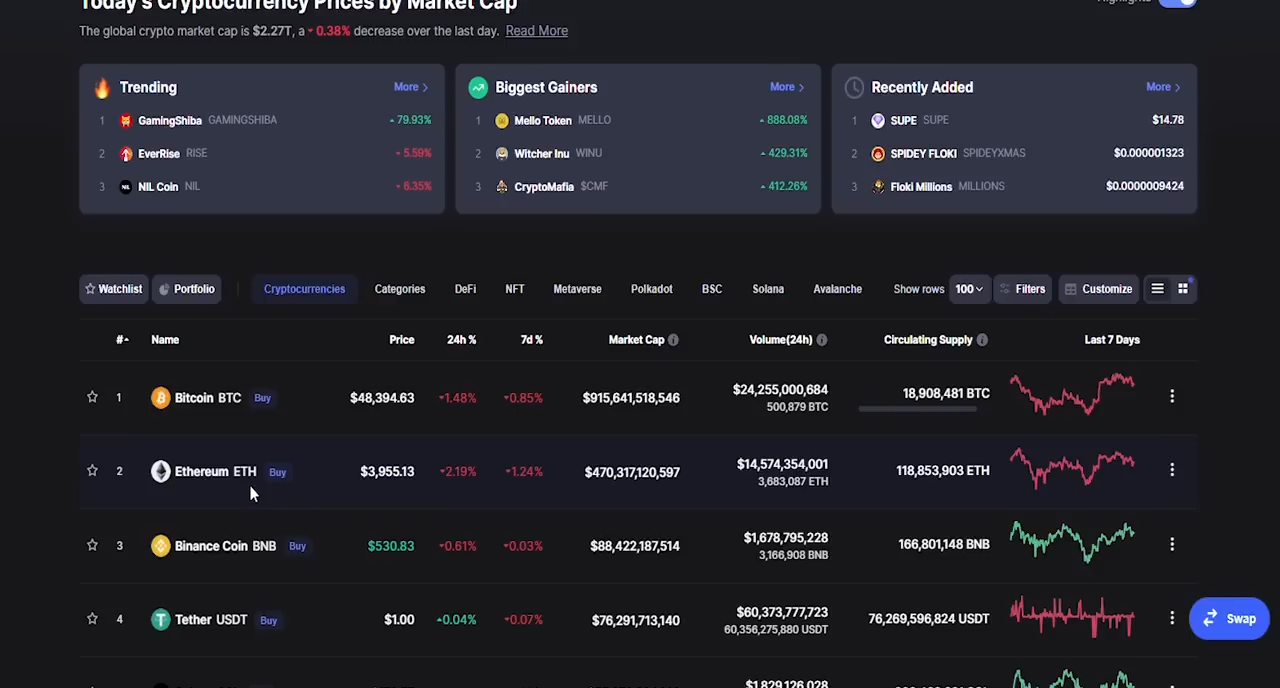 Today's Cryptocurrency Prices by Market Cap
Highlights
The global crypto market cap is $2.27T, a 0.38% decrease over the last day. Read More
Trending More
1 GamingShiba GAMINGSHIBA 79.93%
2 EverRise RISE 5.59%
3 NIL Coin NIL 6.35%
Biggest Gainers More
1 Mello Token MELLO 888.08%
2 Witcher Inu WINU 429.31%
3 CryptoMafia $CMF 412.26%
Recently Added More
1 SUPE SUPE $14.78
2 SPIDEY FLOKI SPIDEYXMAS $0.000001323
3 Floki Millions MILLIONS $0.0000009424
Watchlist Portfolio Cryptocurrencies Categories DeFi NFT Metaverse Polkadot BSC Solana Avalanche Show rows 100 Filters Customize
# Name Price 24h % 7d % Market Cap Volume(24h) Circulating Supply Last 7 Days
1 Bitcoin BTC Buy $48,394.63 1.48% 0.85% $915,641,518,546 $24,255,000,684 18,908,481 BTC
500,879 BTC
2 Ethereum ETH Buy $3,955.13 2.19% 1.24% $470,317,120,597 $14,574,354,001 118,853,903 ETH
3,683,087 ETH
3 Binance Coin BNB Buy $530.83 0.61% 0.03% $88,422,187,514 $1,678,795,228 166,801,148 BNB
3,166,908 BNB
4 Tether USDT Buy $1.00 0.04% 0.07% $76,291,713,140 $60,373,777,723 76,269,596,824 USDT
60,356,275,880 USDT
Swap
$1,829,126,028